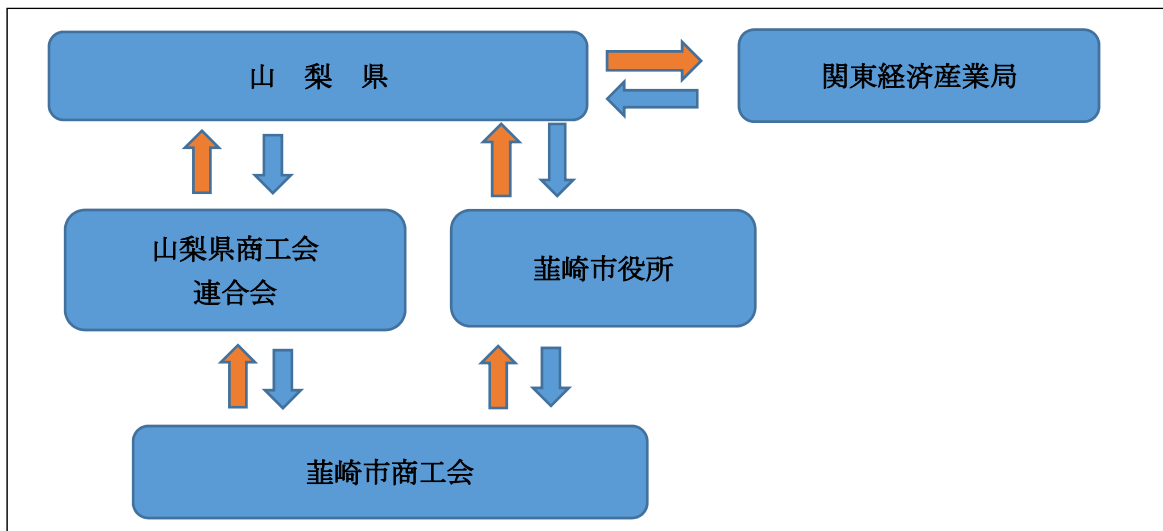 山　梨　県
関東経済産業局
山梨県商工会
連合会
韮崎市役所
韮崎市商工会